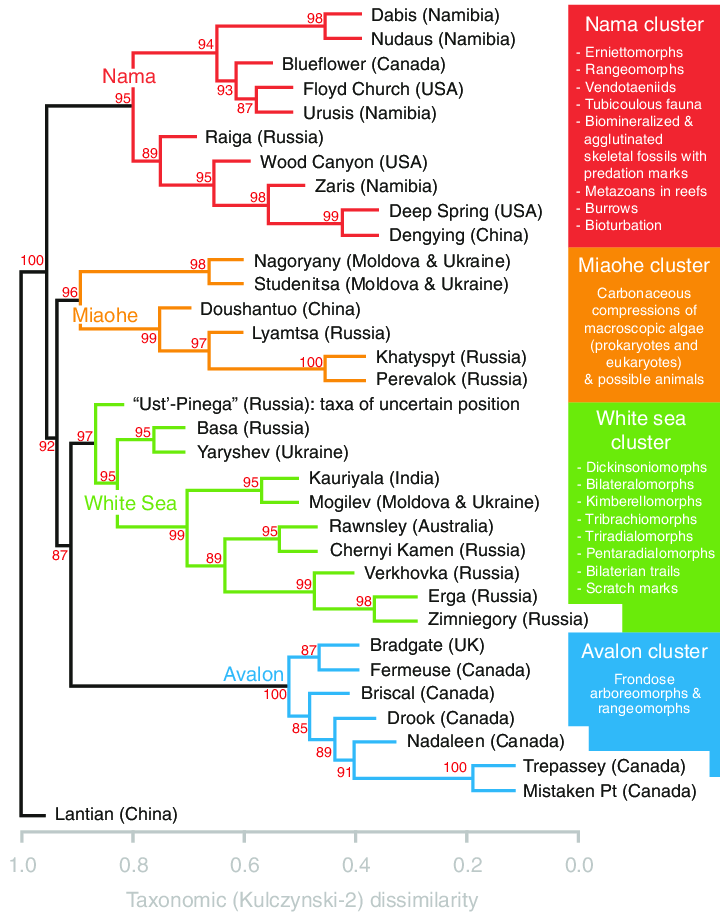 Dabis (Namibia)
98
Nudaus (Namibia)
94
Blueflower (Canada)
Nama
93
Floyd Church (USA)
87
Urusis (Namibia)
95
Raiga (Russia)
89
Wood Canyon (USA)
95
Zaris (Namibia)
98
Deep Spring (USA)
99
Dengying (China)
100
Nagoryany (Moldova & Ukraine)
98
Studenitsa (Moldova & Ukraine)
96
Miaohe
Doushantuo (China)
99
Lyamtsa (Russia)
97
Khatyspyt (Russia)
100
Perevalok (Russia)
92
“Ust’-Pinega” (Russia): taxa of uncertain position
97
Basa (Russia)
95
Yaryshev (Ukraine)
95
White Sea
Kauriyala (India)
95
Mogilev (Moldova & Ukraine)
99
Rawnsley (Australia)
95
Chernyi Kamen (Russia)
89
Verkhovka (Russia)
99
Erga (Russia)
98
Zimniegory (Russia)
87
Bradgate (UK)
87
Fermeuse (Canada)
Avalon
100
Briscal (Canada)
85
Drook (Canada)
89
Nadaleen (Canada)
91
Trepassey (Canada)
100
Mistaken Pt (Canada)
Lantian (China)
1.0 0.8 0.6 0.4 0.2 0.0
Taxonomic (Kulczynski-2) dissimilarity
Nama cluster
- Erniettomorphs
- Rangeomorphs
- Vendotaeniids
- Tubicoulous fauna
- Biomineralized &
agglutinated
skeletal fossils with
predation marks
- Metazoans in reefs
- Burrows
- Bioturbation
Miaohe cluster
Carbonaceous
compressions of
macroscopic algae
(prokaryotes and
eukaryotes)
& possible animals
White sea
cluster
- Dickinsoniomorphs
- Bilateralomorphs
- Kimberellomorphs
- Tribrachiomorphs
- Triradialomorphs
- Pentaradialomorphs
- Bilaterian trails
- Scratch marks
Avalon cluster
Frondose
arboreomorphs &
rangeomorphs